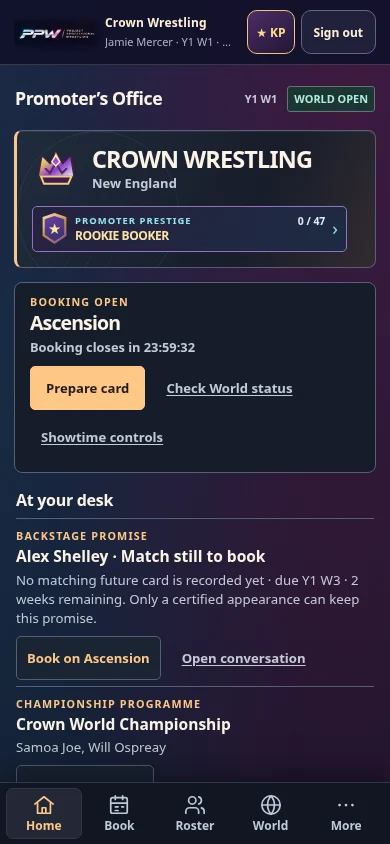 PPW
Crown Wrestling
Jamie Mercer · Y1 W1 · ...
★ KP
Sign out
Promoter's Office
Y1 W1
WORLD OPEN
CROWN WRESTLING
New England
PROMOTER PRESTIGE
0 / 47
ROOKIE BOOKER
BOOKING OPEN
Ascension
Booking closes in 23:59:32
Prepare card
Check World status
Showtime controls
At your desk
BACKSTAGE PROMISE
Alex Shelley · Match still to book
No matching future card is recorded yet · due Y1 W3 · 2
weeks remaining. Only a certified appearance can keep
this promise.
Book on Ascension
Open conversation
CHAMPIONSHIP PROGRAMME
Crown World Championship
Samoa Joe, Will Ospreay
Home
Book
Roster
World
More